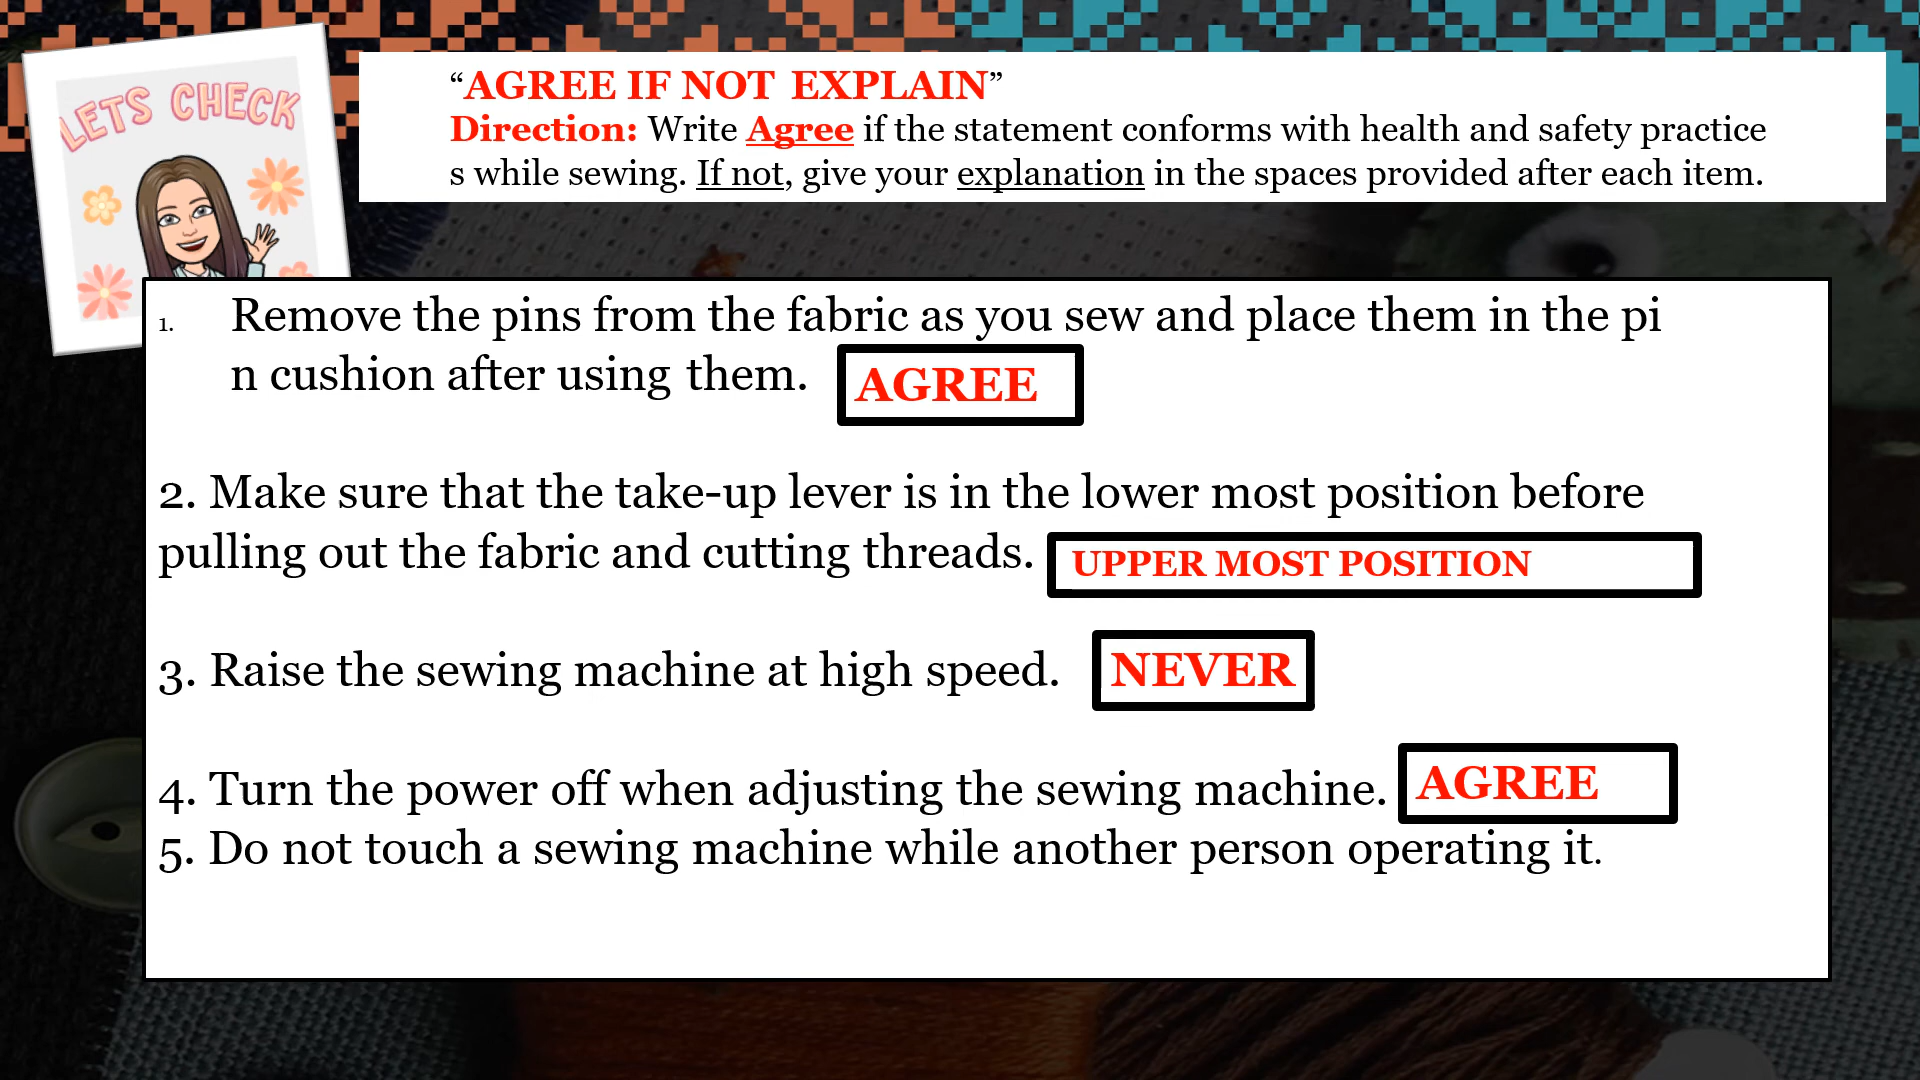 LETS CHECK
“AGREE IF NOT EXPLAIN”
Direction: Write Agree if the statement conforms with health and safety practice
s while sewing. If not, give your explanation in the spaces provided after each item.
1. Remove the pins from the fabric as you sew and place them in the pi
n cushion after using them. AGREE
2. Make sure that the take-up lever is in the lower most position before
pulling out the fabric and cutting threads. UPPER MOST POSITION
3. Raise the sewing machine at high speed. NEVER
4. Turn the power off when adjusting the sewing machine. AGREE
5. Do not touch a sewing machine while another person operating it.